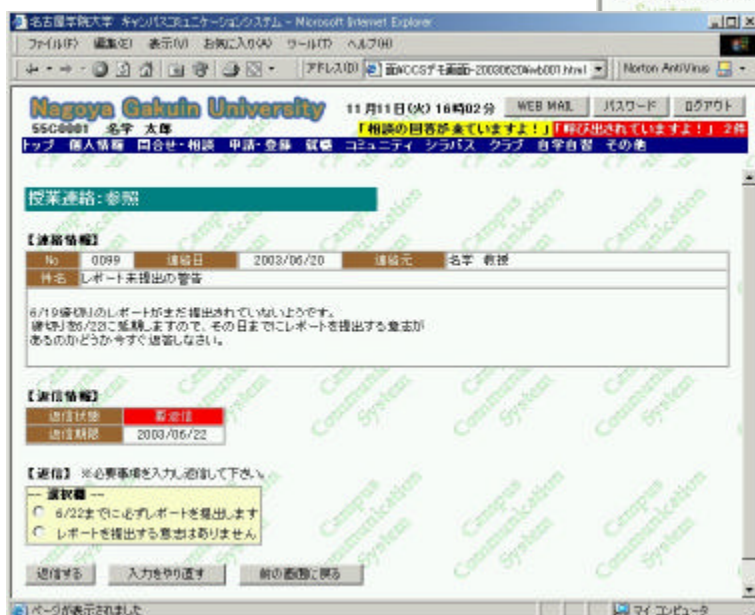 名古屋学院大学 キャンパスコミュニケーションシステム - Microsoft Internet Explorer
ファイル(F) 編集(E) 表示(V) お気に入り(A) ツール(T) ヘルプ(H)
アドレス(D) Norton AntiVirus
Nagoya Gakuin University 11月11日(火) 16時02分 WEB MAIL パスワード ログアウト
55C0001 名学 太郎 「相談の回答が来ていますよ!」「呼び出されていますよ!」 2件
トップ 個人情報 問合せ・相談 申請・登録 就職 コミュニティ シラバス クラブ 自学自習 その他
授業連絡:参照
【連絡情報】
No 0099 連絡日 2003/06/20 連絡元 名学 教授
件名 レポート未提出の警告
6/19締切りのレポートがまだ提出されていないようです。
締切りを6/22に延期しますので、その日までにレポートを提出する意志が
あるのかどうか今すぐ返答しなさい。
【返信情報】
返信状態 要返信
返信期限 2003/06/22
【返信】 ※必要事項を入力し返信して下さい。
-- 選択欄 --
6/22までに必ずレポートを提出します
レポートを提出する意志はありません
返信する 入力をやり直す 前の画面に戻る
ページが表示されました マイ コンピュータ
Campus Communication System